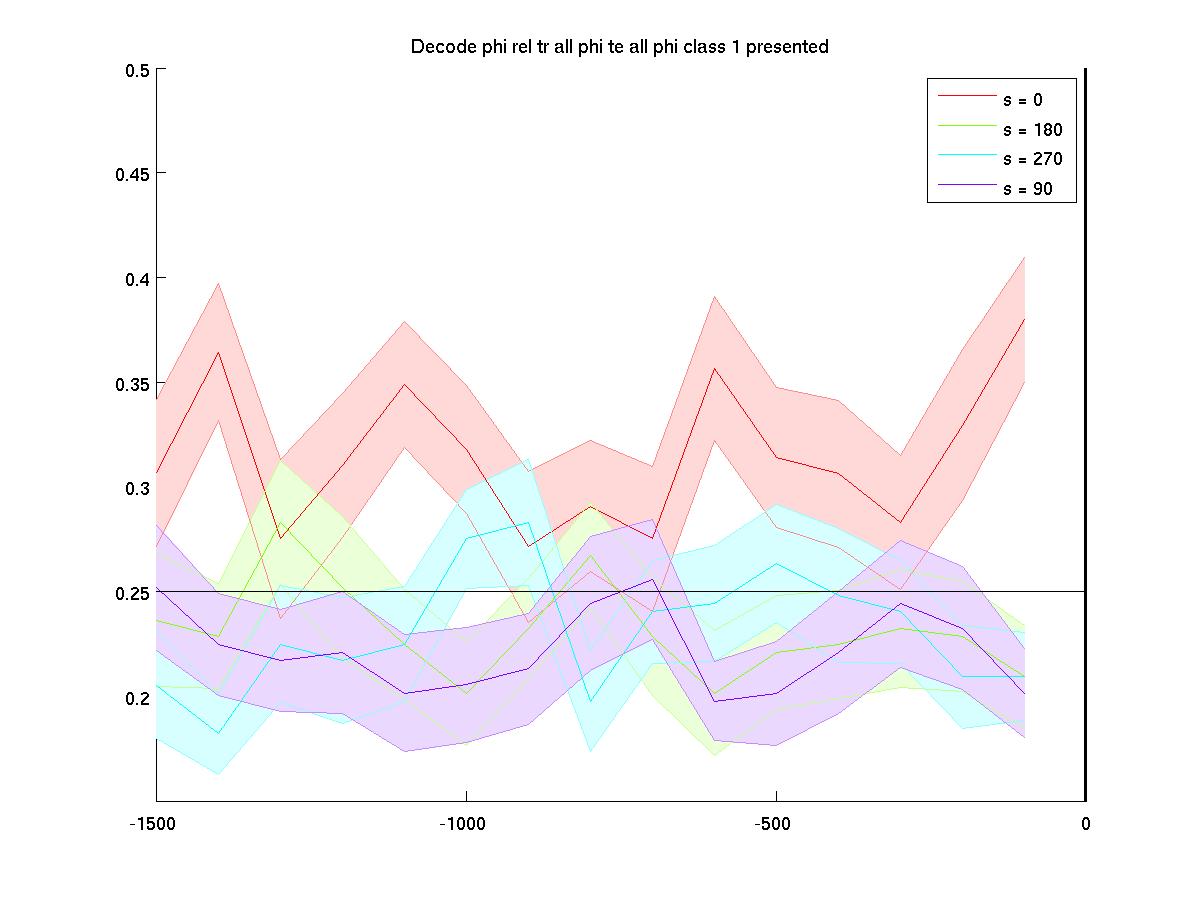 Decode phi rel tr all phi te all phi class 1 presented
0.5
0.45
0.4
0.35
0.3
0.25
0.2
s = 0
s = 180
s = 270
s = 90
-1500 -1000 -500 0